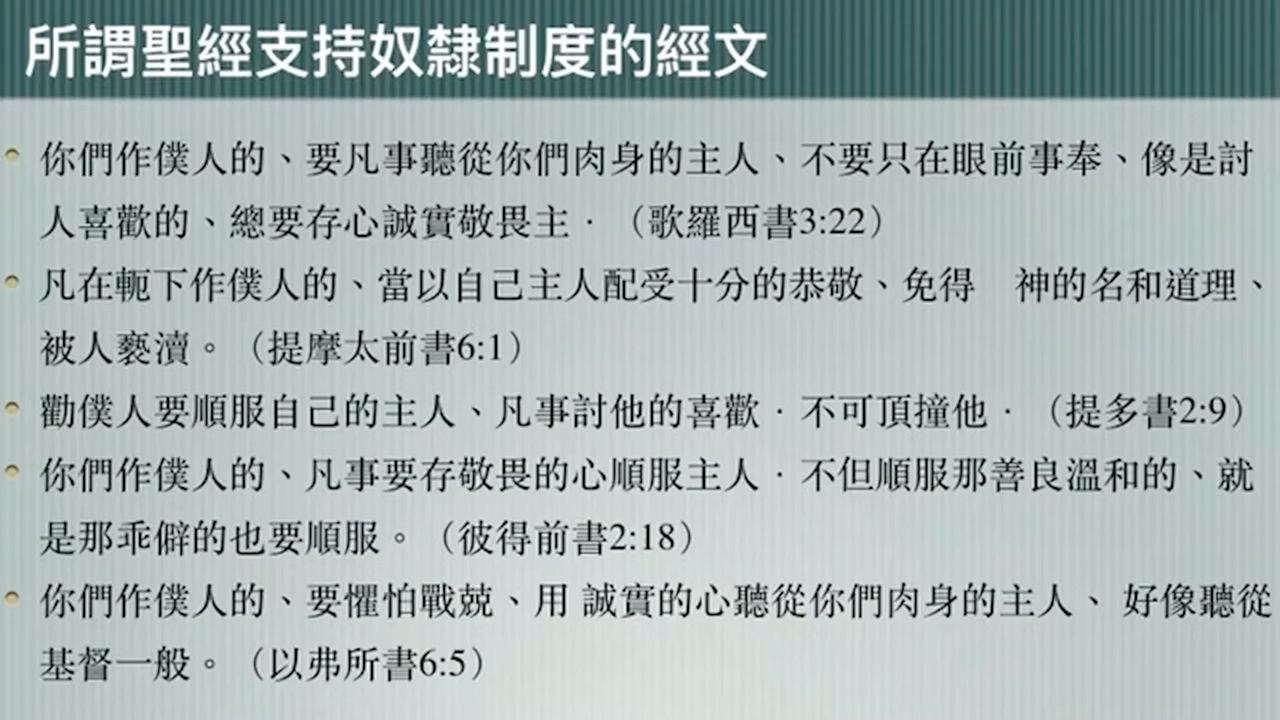 所謂聖經支持奴隸制度的經文
你們作僕人的、要凡事聽從你們肉身的主人、不要只在眼前事奉、像是討
人喜歡的、總要存心誠實敬畏主．（歌羅西書3:22）
凡在軛下作僕人的、當以自己主人配受十分的恭敬、免得　神的名和道理、
被人褻瀆。（提摩太前書6:1）
勸僕人要順服自己的主人、凡事討他的喜歡．不可頂撞他．（提多書2:9）
你們作僕人的、凡事要存敬畏的心順服主人．不但順服那善良溫和的、就
是那乖僻的也要順服。（彼得前書2:18）
你們作僕人的、要懼怕戰兢、用 誠實的心聽從你們肉身的主人、 好像聽從
基督一般。（以弗所書6:5）